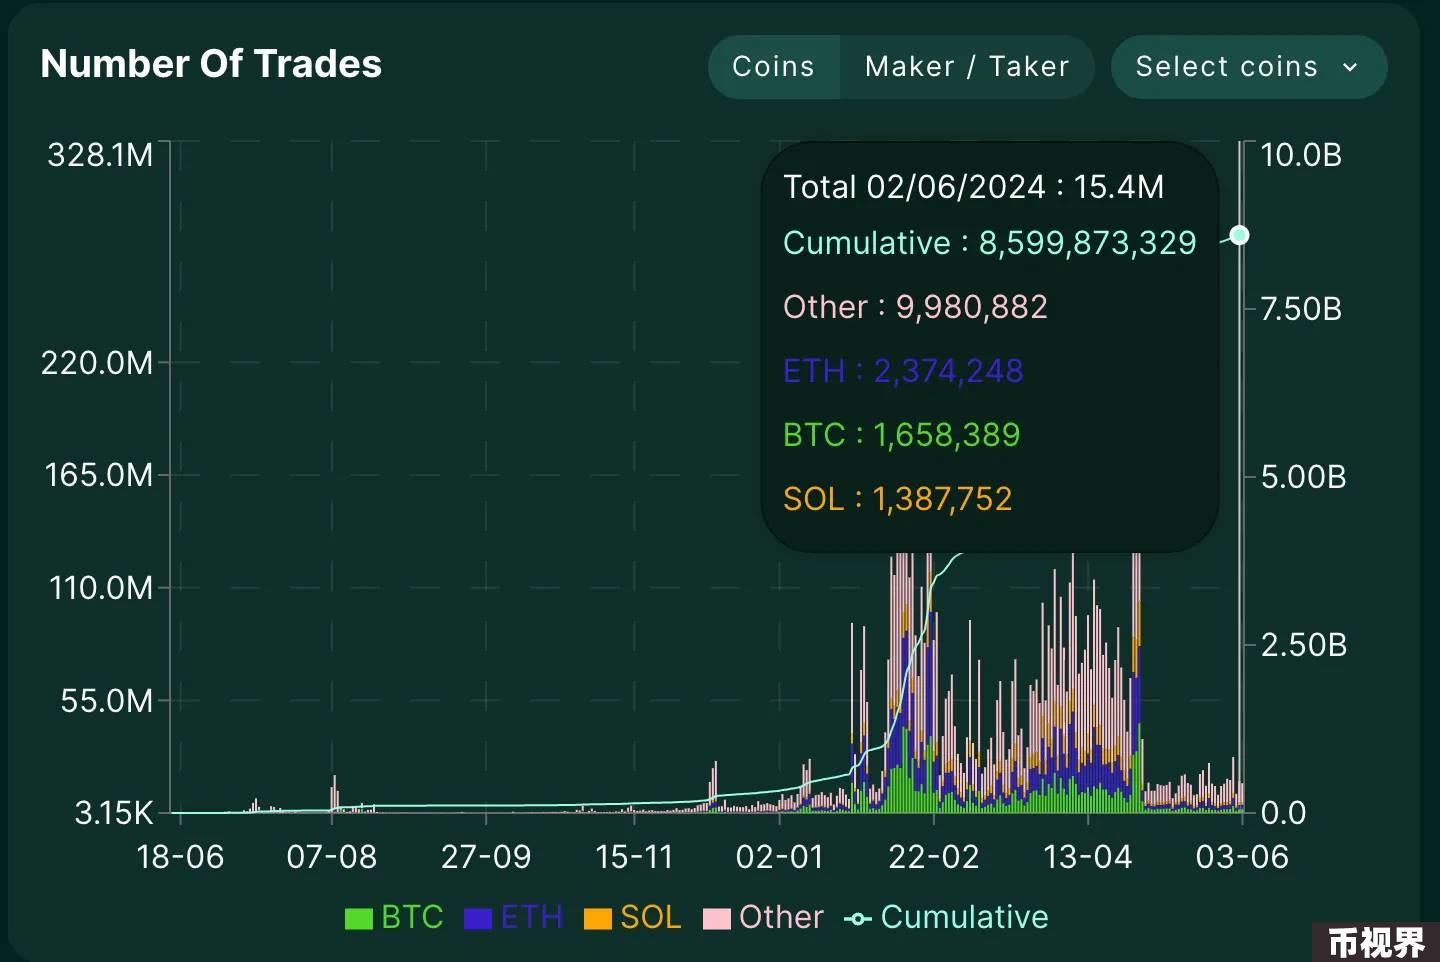 Number Of Trades
Coins Maker / Taker Select coins
328.1M
220.0M
165.0M
110.0M
55.0M
3.15K
Total 02/06/2024 : 15.4M
Cumulative : 8,599,873,329
Other : 9,980,882
ETH : 2,374,248
BTC : 1,658,389
SOL : 1,387,752
10.0B
7.50B
5.00B
2.50B
0.0
18-06 07-08 27-09 15-11 02-01 22-02 13-04 03-06
BTC ETH SOL Other Cumulative
币视界